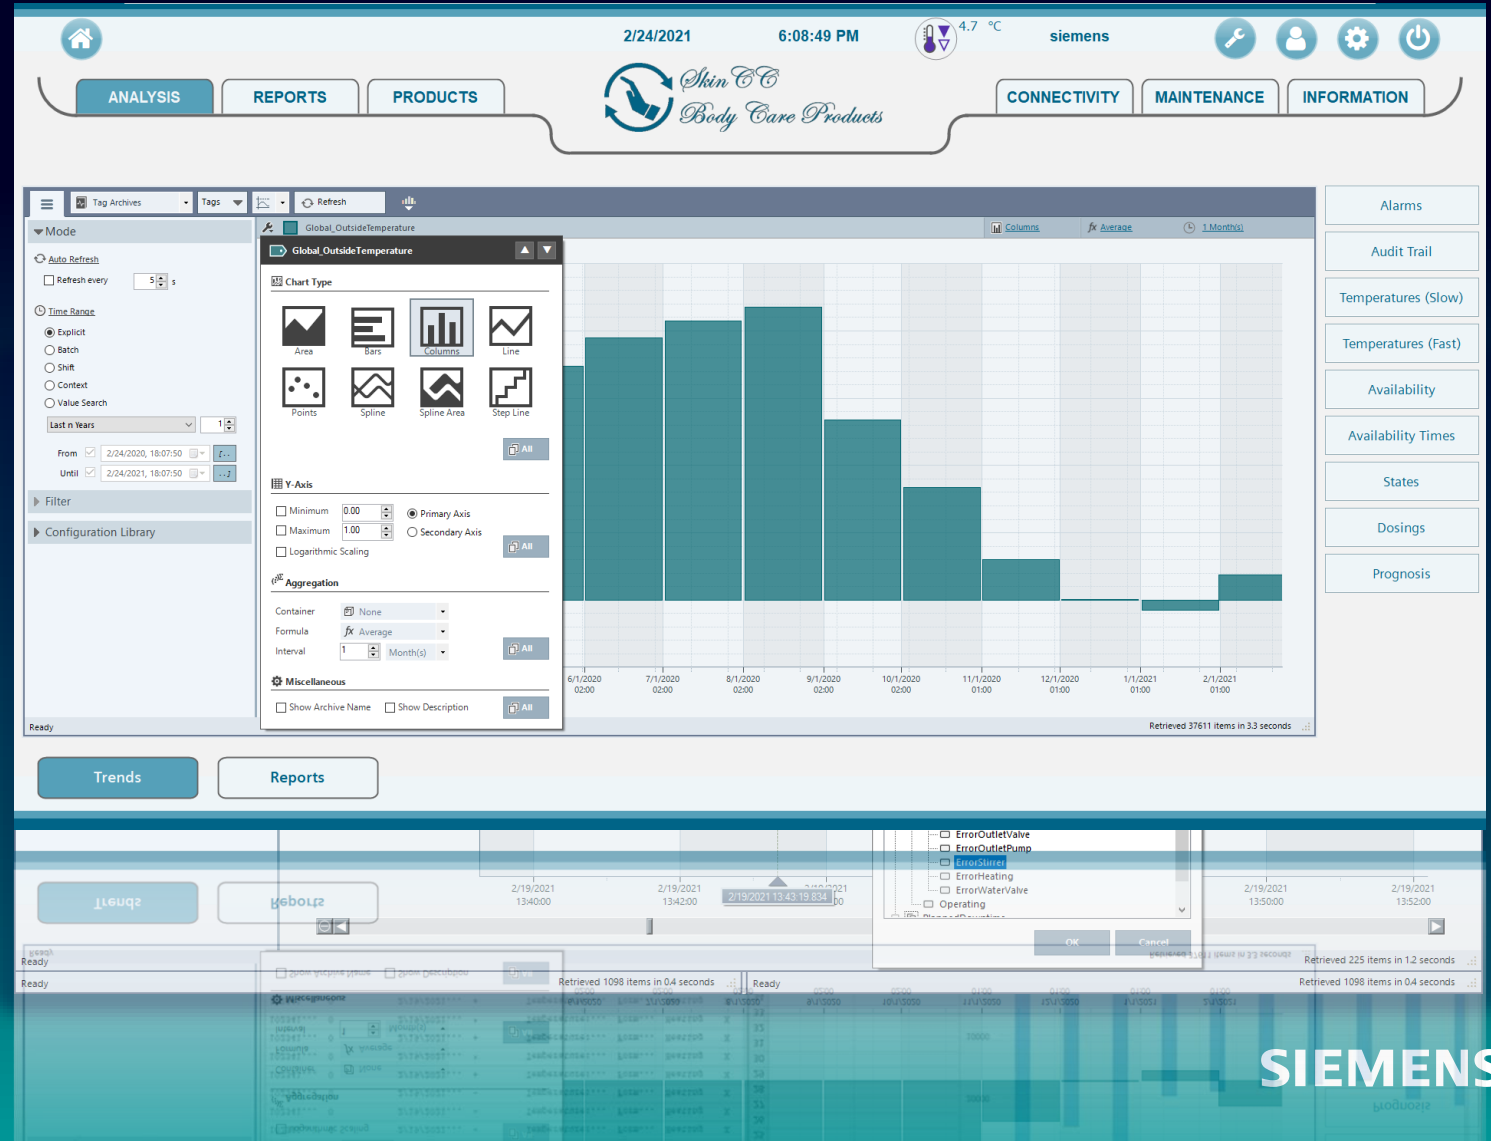 2/24/2021 6:08:49 PM 4.7 °C siemens
ANALYSIS REPORTS PRODUCTS CONNECTIVITY MAINTENANCE INFORMATION
Skin CC
Body Care Products
Tag Archives Tags Refresh
Mode
Auto Refresh
Refresh every 5 s
Time Range
Explicit
Batch
Shift
Context
Value Search
Last n Years 1
From 2/24/2020, 18:07:50 [..
Until 2/24/2021, 18:07:50 ..]
Filter
Configuration Library
Global_OutsideTemperature Columns fx Average 1 Month(s)
Global_OutsideTemperature
Chart Type
Area Bars Columns Line
Points Spline Spline Area Step Line
All
Y-Axis
Minimum 0.00 Primary Axis
Maximum 1.00 Secondary Axis
Logarithmic Scaling All
Aggregation
Container None
Formula fx Average
Interval 1 Month(s) All
Miscellaneous
Show Archive Name Show Description All
6/1/2020 7/1/2020 8/1/2020 9/1/2020 10/1/2020 11/1/2020 12/1/2020 1/1/2021 2/1/2021
02:00 02:00 02:00 02:00 02:00 01:00 01:00 01:00 01:00
Ready Retrieved 37611 items in 3.3 seconds
Alarms
Audit Trail
Temperatures (Slow)
Temperatures (Fast)
Availability
Availability Times
States
Dosings
Prognosis
Trends Reports
ErrorOutletValve
ErrorOutletPump
ErrorStirrer
ErrorHeating
ErrorWaterValve
Operating
PlannedDowntime
OK Cancel
2/19/2021 2/19/2021 2/19/2021 2/19/2021
13:40:00 13:42:00 2/19/2021 13:43:19.834 13:50:00 13:52:00
Ready Retrieved 225 items in 1.2 seconds
Ready Retrieved 1098 items in 0.4 seconds Ready Retrieved 1098 items in 0.4 seconds
SIEMENS